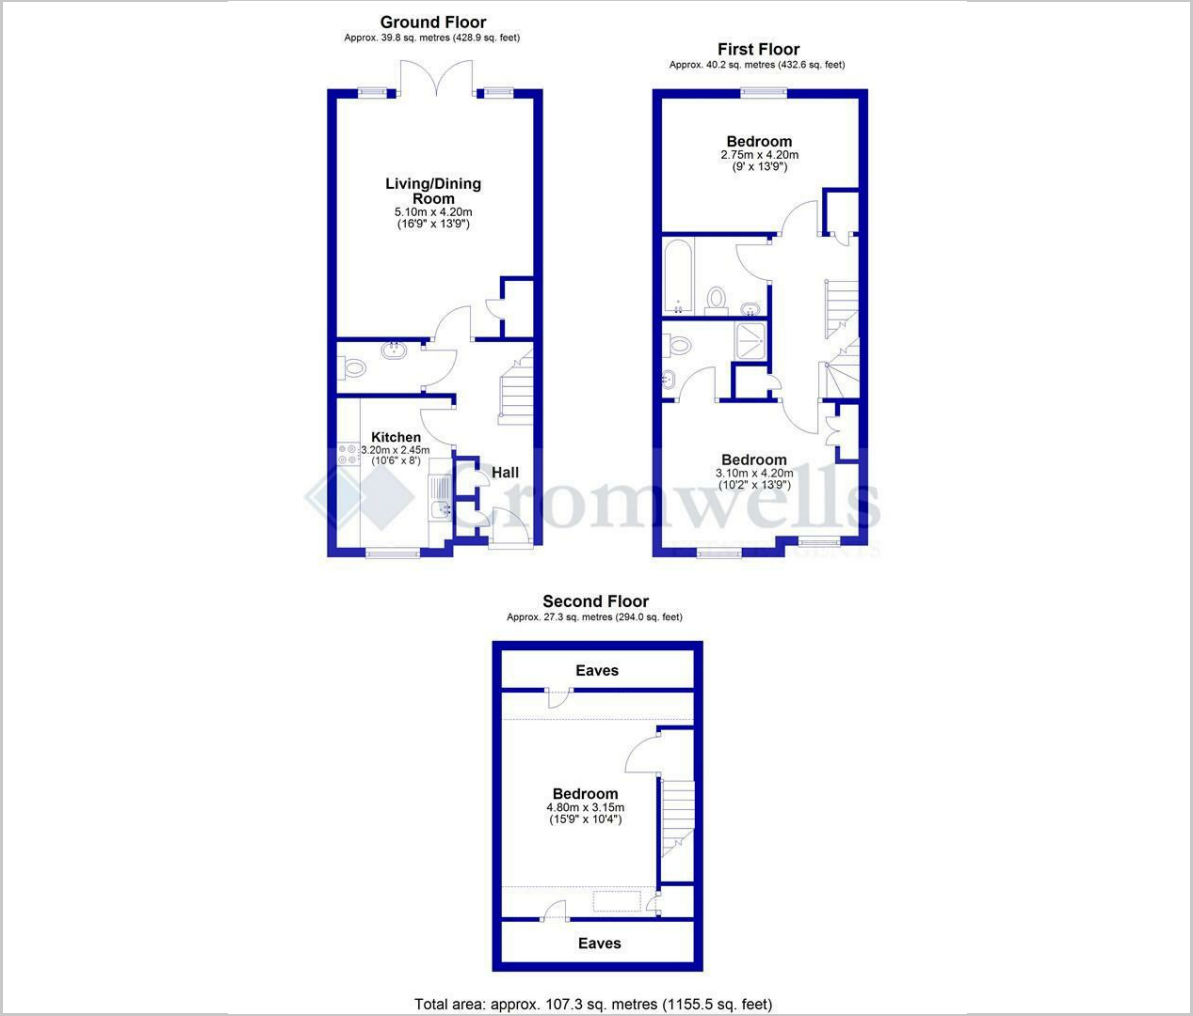 Ground Floor
Approx. 39.8 sq. metres (428.9 sq. feet)
Living/Dining
Room
5.10m x 4.20m
(16'9" x 13'9")
Kitchen
3.20m x 2.45m
(10'6" x 8')
Hall
First Floor
Approx. 40.2 sq. metres (432.6 sq. feet)
Bedroom
2.75m x 4.20m
(9' x 13'9")
Bedroom
3.10m x 4.20m
(10'2" x 13'9")
Cromwells
ESTATE AGENTS
Second Floor
Approx. 27.3 sq. metres (294.0 sq. feet)
Eaves
Bedroom
4.80m x 3.15m
(15'9" x 10'4")
Eaves
Total area: approx. 107.3 sq. metres (1155.5 sq. feet)